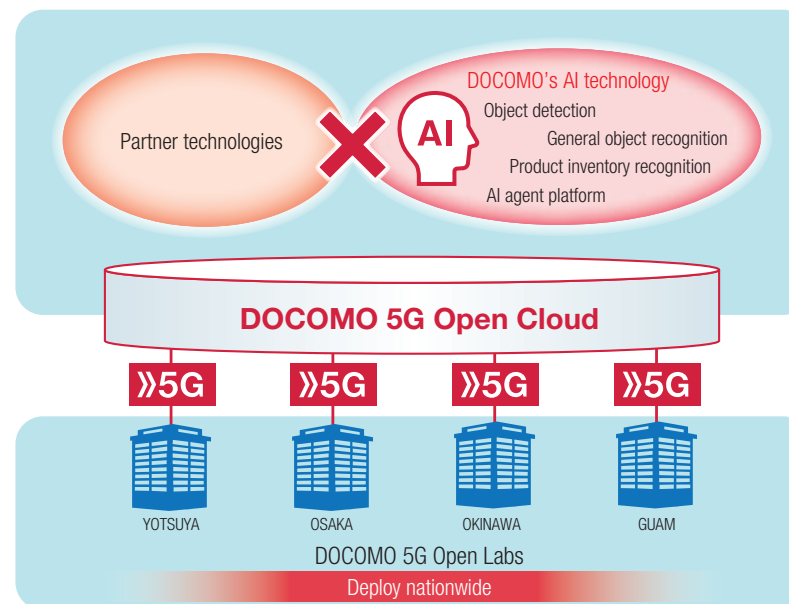 DOCOMO's AI technology
Object detection
Partner technologies
AI
General object recognition
Product inventory recognition
AI agent platform
DOCOMO 5G Open Cloud
》5G
》5G
》5G
》5G
YOTSUYA
OSAKA
OKINAWA
GUAM
DOCOMO 5G Open Labs
Deploy nationwide